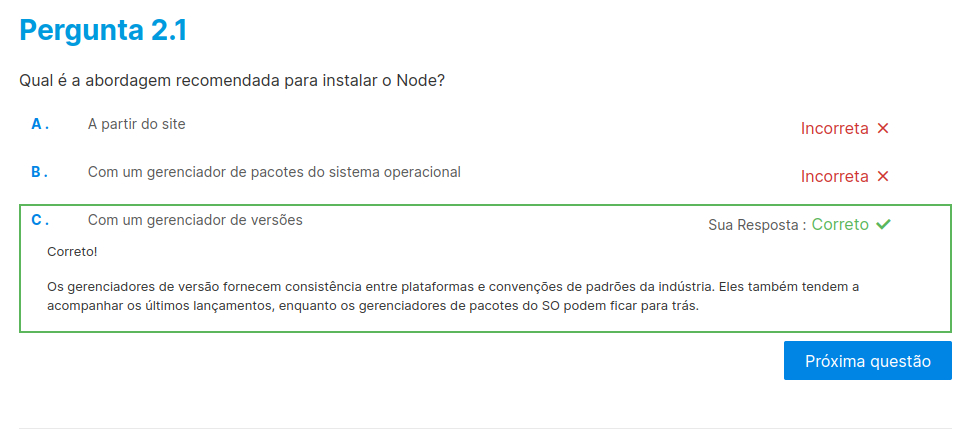 Pergunta 2.1
Qual é a abordagem recomendada para instalar o Node?
A . A partir do site Incorreta ✕
B . Com um gerenciador de pacotes do sistema operacional Incorreta ✕
C . Com um gerenciador de versões Sua Resposta : Correto ✓
Correto!
Os gerenciadores de versão fornecem consistência entre plataformas e convenções de padrões da indústria. Eles também tendem a
acompanhar os últimos lançamentos, enquanto os gerenciadores de pacotes do SO podem ficar para trás.
Próxima questão